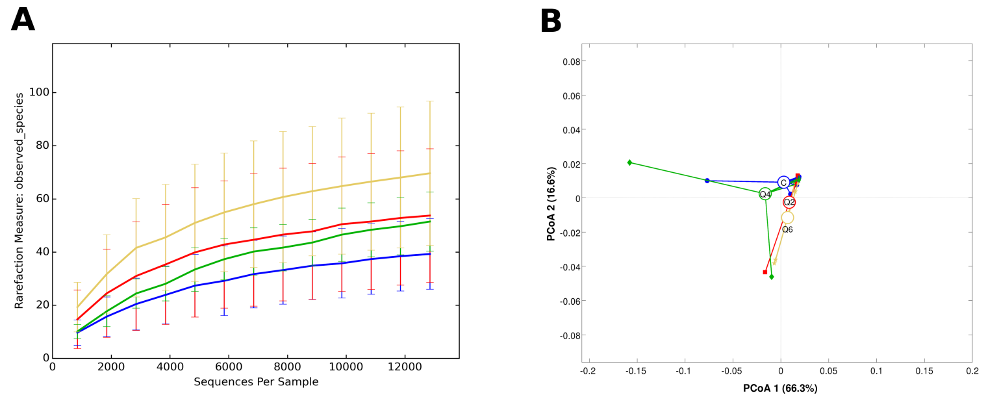 A
B
Rarefaction Measure: observed_species
100
80
60
40
20
0
0 2000 4000 6000 8000 10000 12000
Sequences Per Sample
PCoA 2 (16.6%)
0.08
0.06
0.04
0.02
0
-0.02
-0.04
-0.06
-0.08
C
Q4
Q2
Q6
-0.2 -0.15 -0.1 -0.05 0 0.05 0.1 0.15 0.2
PCoA 1 (66.3%)